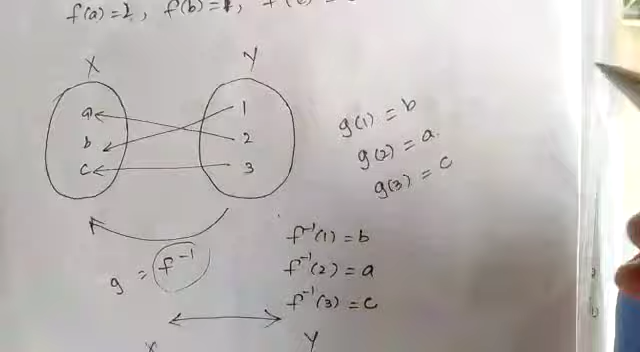 f(a)=2, f(b)=1,
X Y
a 1
b 2
c 3
g(1) = b
g(2) = a
g(3) = c
g = f⁻¹
f⁻¹(1) = b
f⁻¹(2) = a
f⁻¹(3) = c
X Y